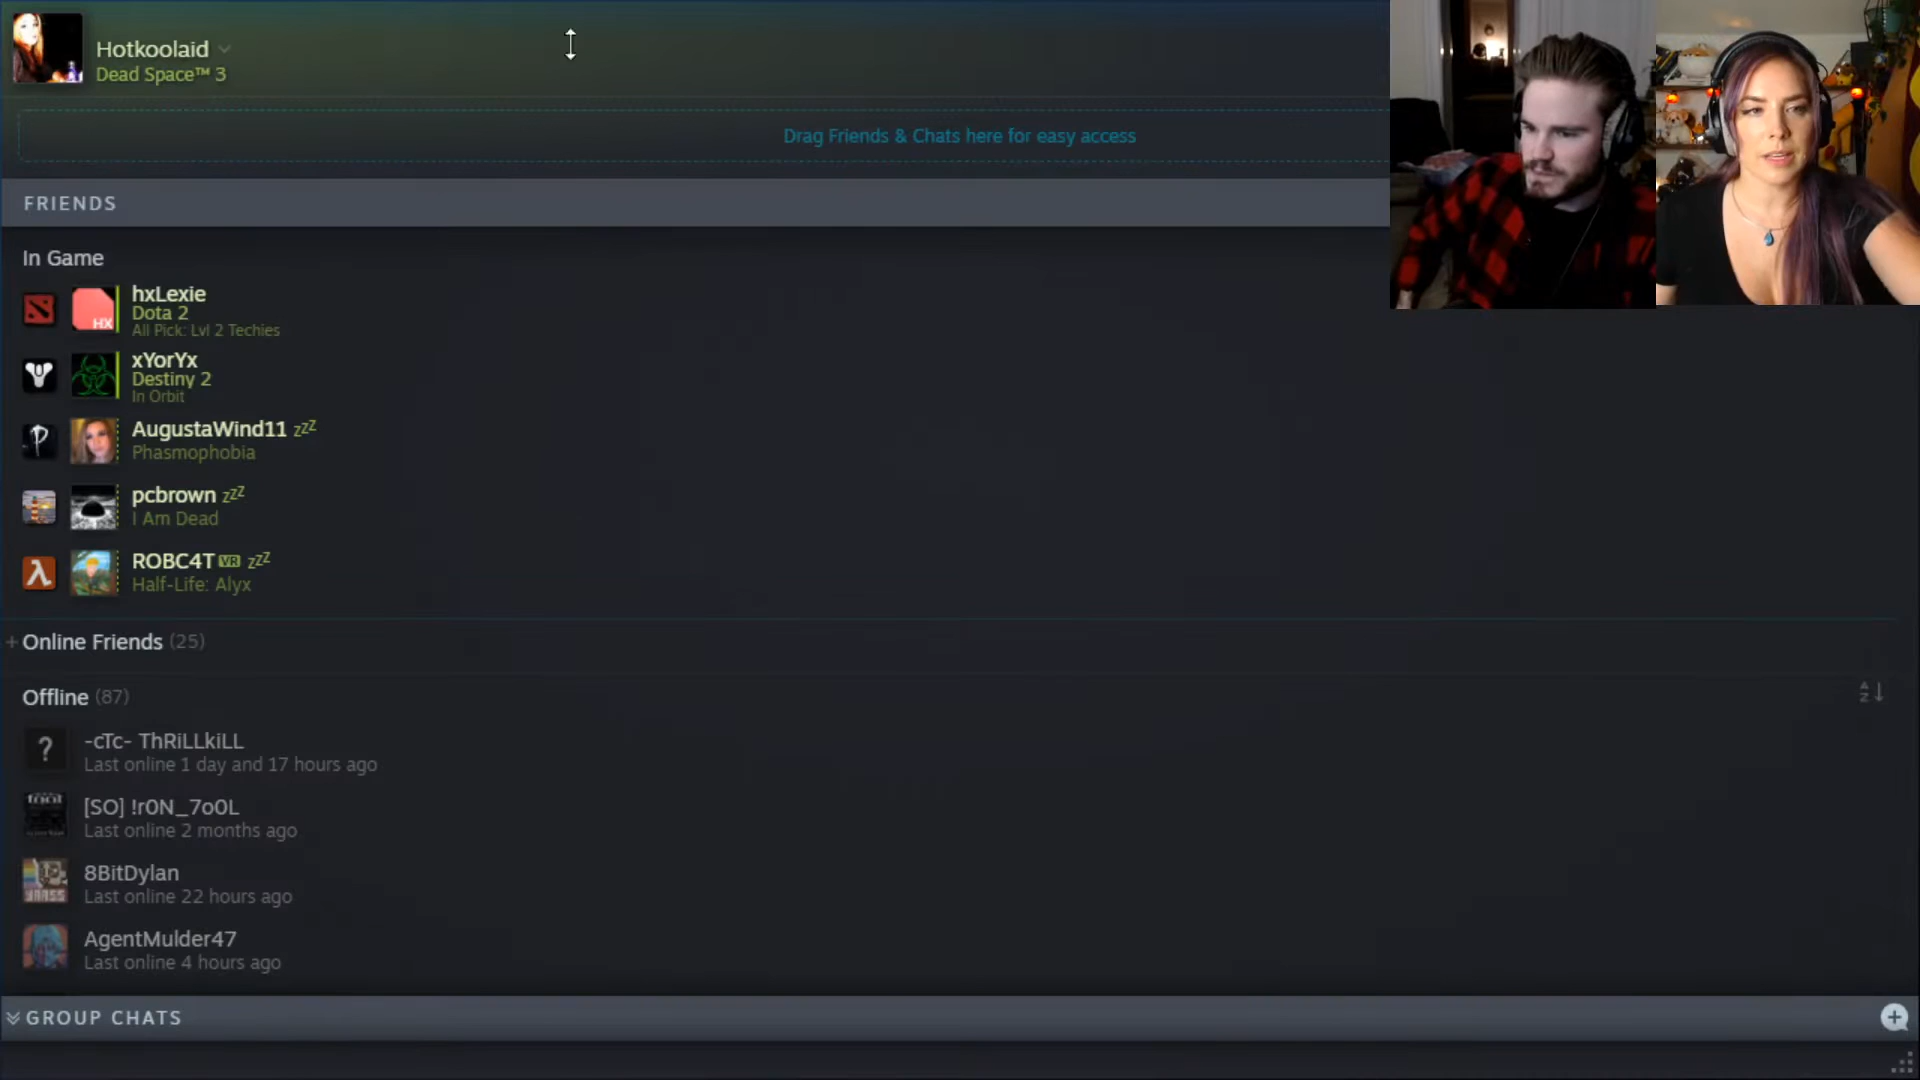 Hotkoolaid
Dead Space™ 3
Drag Friends & Chats here for easy access
FRIENDS
In Game
HX
hxLexie
Dota 2
All Pick: Lvl 2 Techies
xYorYx
Destiny 2
In Orbit
AugustaWind11 zzZ
Phasmophobia
pcbrown zzZ
I Am Dead
ROBC4T VR zzZ
Half-Life: Alyx
+ Online Friends (25)
Offline (87)
AZ
?
-cTc- ThRiLLkiLL
Last online 1 day and 17 hours ago
[SO] !r0N_7o0L
Last online 2 months ago
8BitDylan
Last online 22 hours ago
AgentMulder47
Last online 4 hours ago
GROUP CHATS